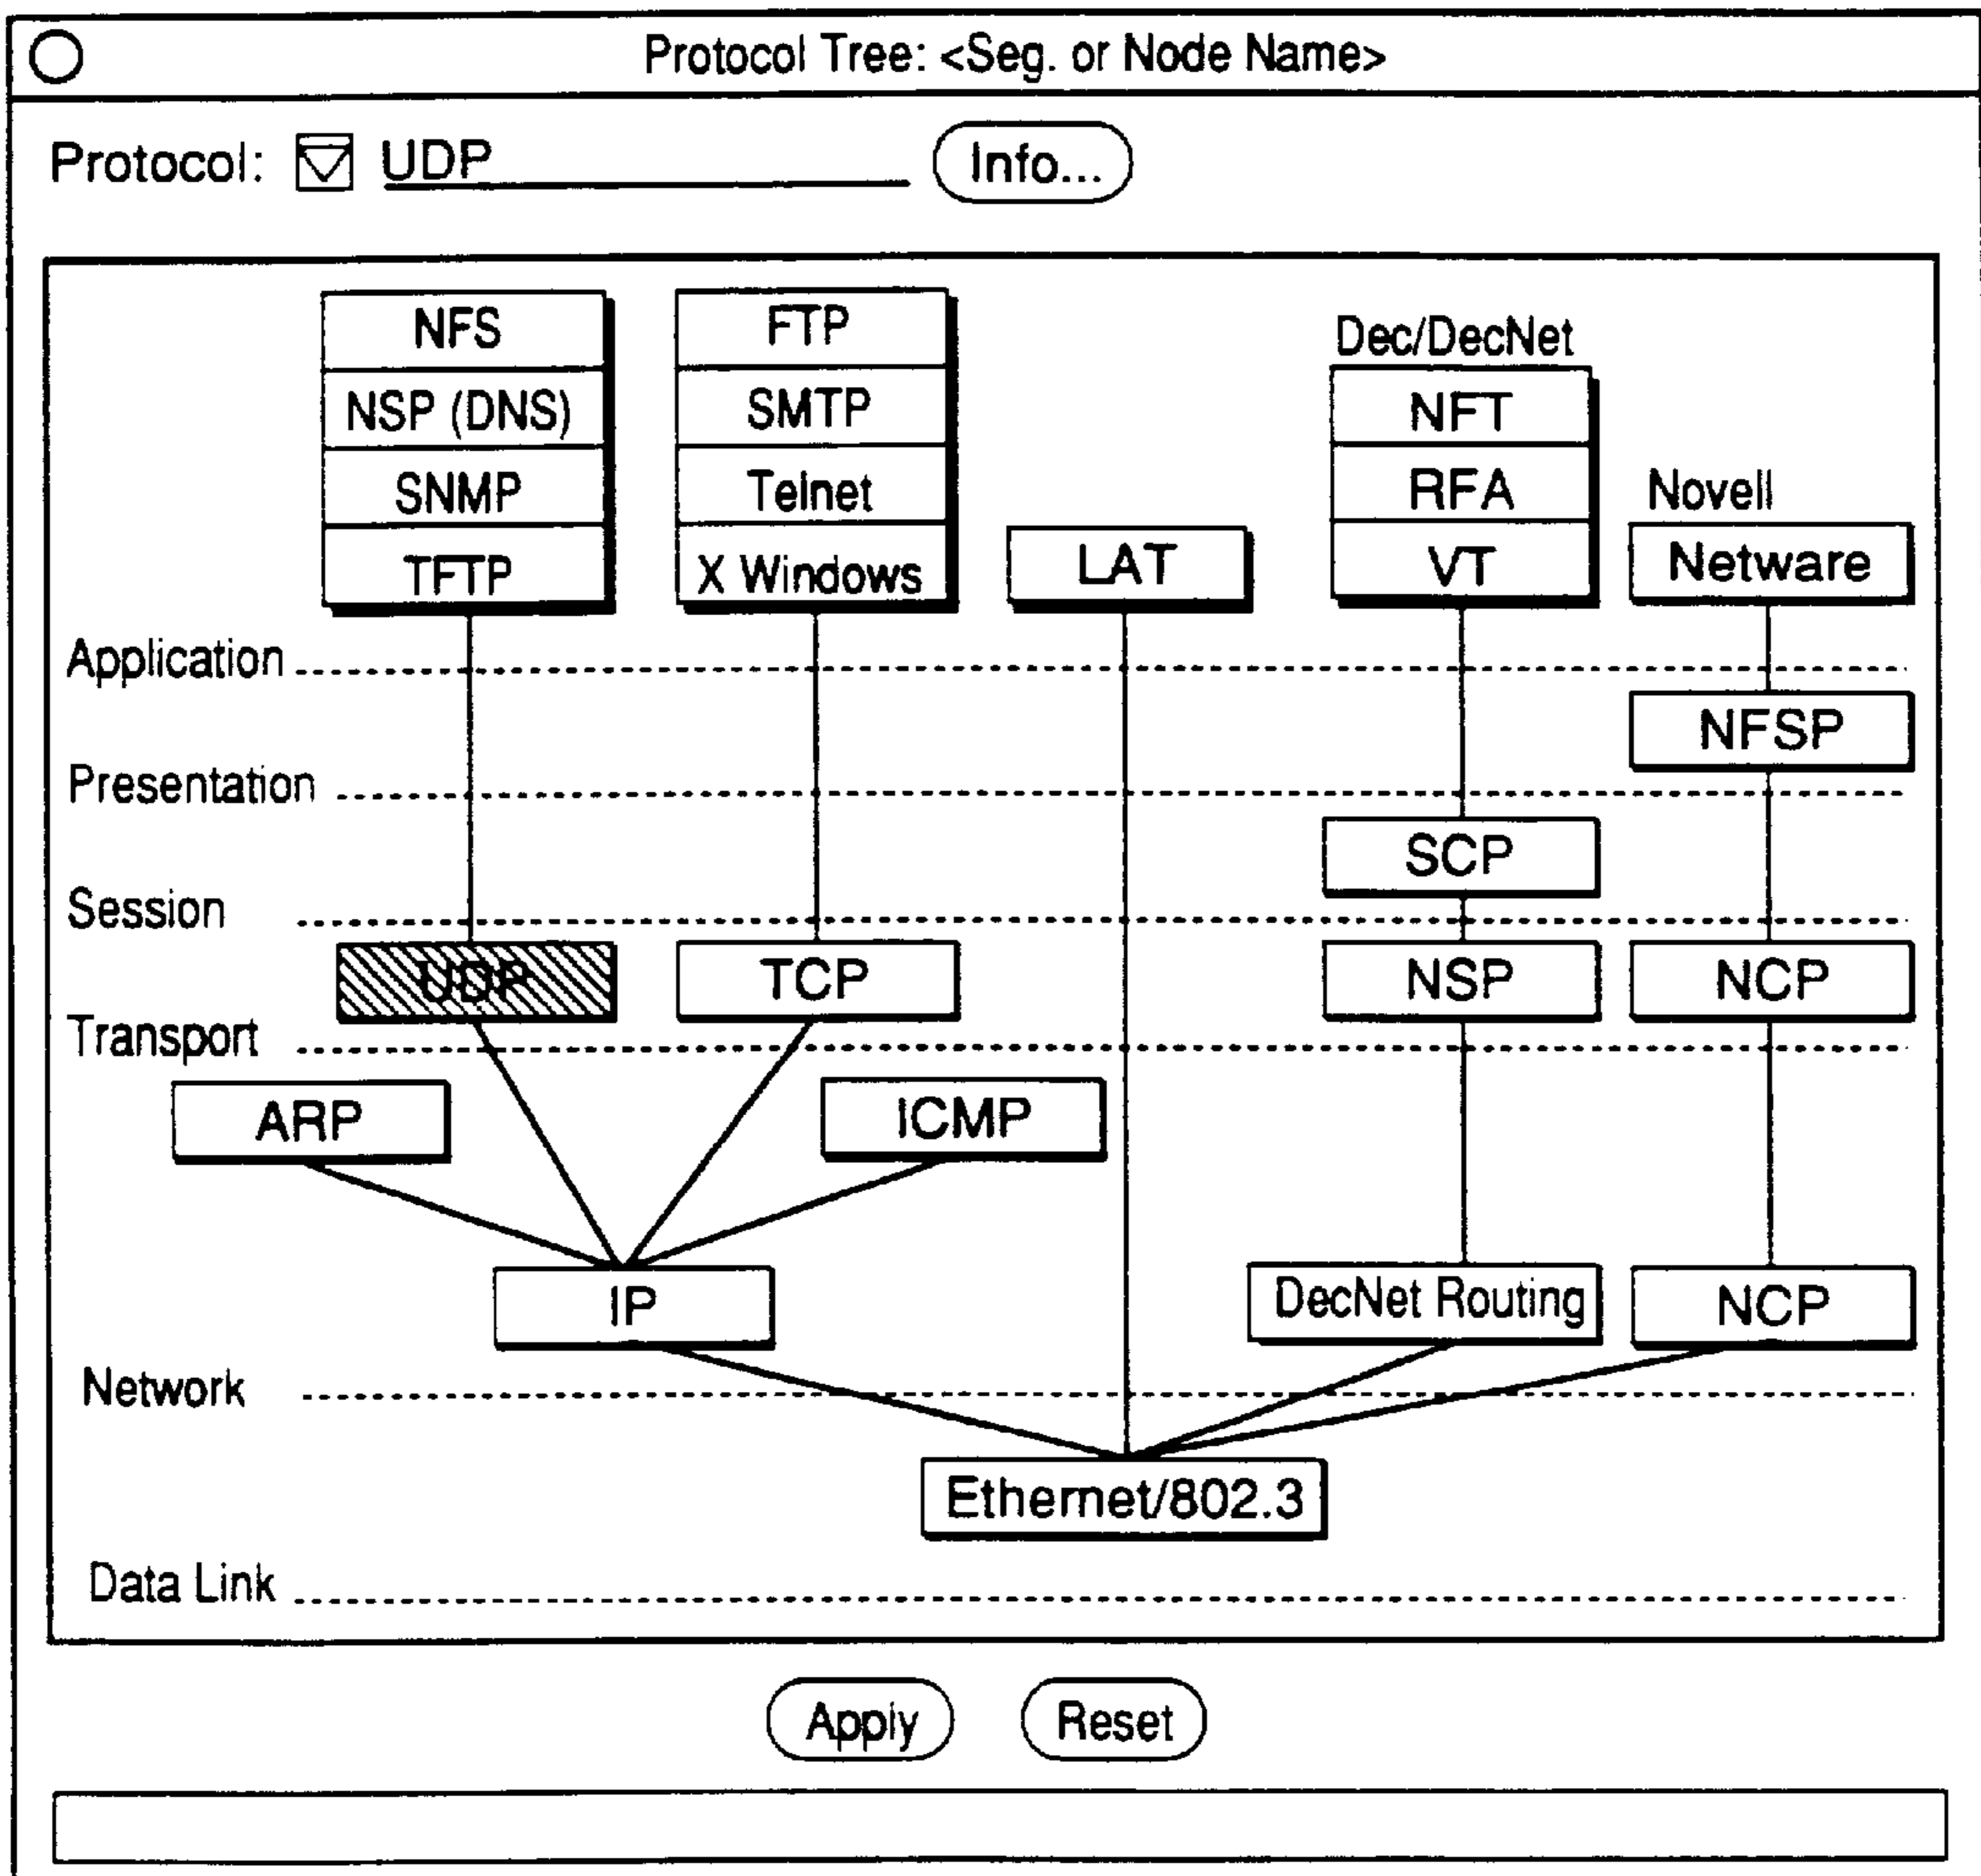 Protocol Tree: <Seg. or Node Name>
Protocol: UDP Info...
NFS
NSP (DNS)
SNMP
TFTP
FTP
SMTP
Telnet
X Windows
LAT
Dec/DecNet
NFT
RFA
VT
Novell
Netware
Application
NFSP
Presentation
SCP
Session
UDP
TCP
NSP
NCP
Transport
ARP
ICMP
IP
DecNet Routing
NCP
Network
Ethernet/802.3
Data Link
Apply
Reset